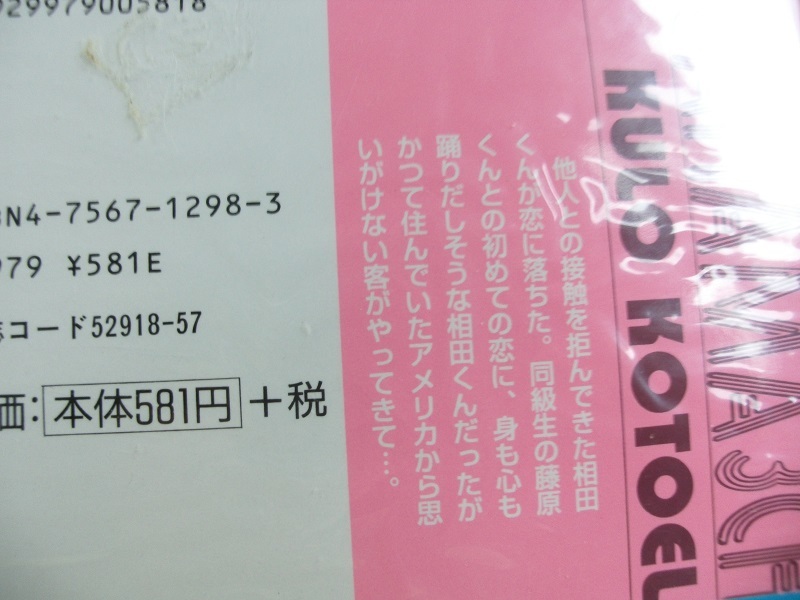 929979005818
BN4-7567-1298-3
979 ¥581E
誌コード52918-57
価：本体581円+税
他人との接触を拒んできた相田
くんが恋に落ちた。同級生の藤原
くんとの初めての恋に、身も心も
踊りだしそうな相田くんだったが
かつて住んでいたアメリカから思
いがけない客がやってきて…。
KULO KOTOEL